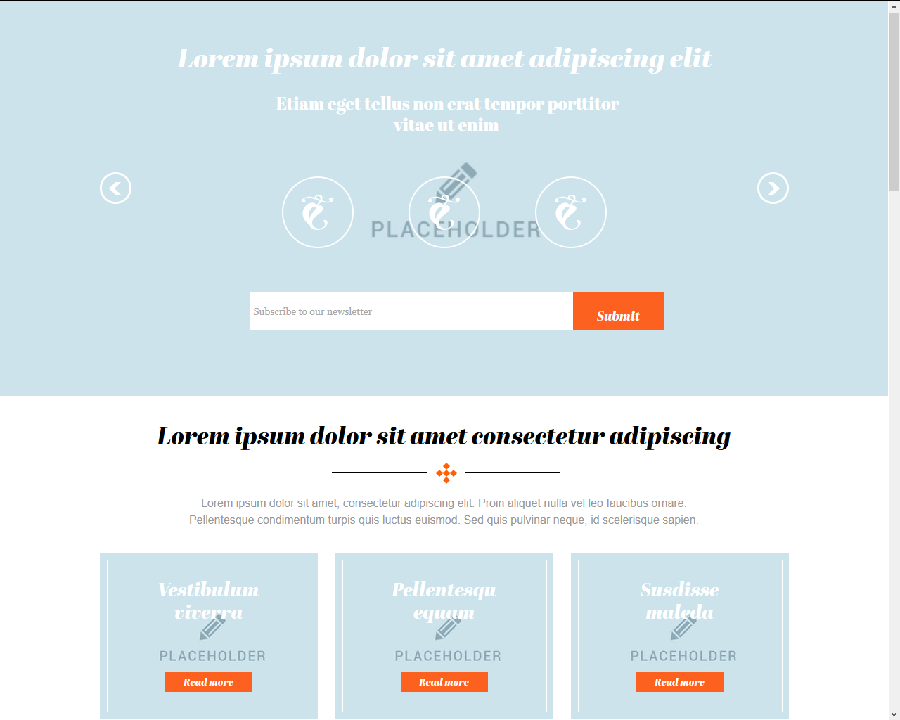 Lorem ipsum dolor sit amet adipiscing elit
Etiam eget tellus non erat tempor porttitor
vitae ut enim
PLACEHOLDER
Subscribe to our newsletter
Submit
Lorem ipsum dolor sit amet consectetur adipiscing
Lorem ipsum dolor sit amet, consectetur adipiscing elit. Proin aliquet nulla vel leo faucibus ornare.
Pellentesque condimentum turpis quis luctus euismod. Sed quis pulvinar neque, id scelerisque sapien.
Vestibulum
viverra
PLACEHOLDER
Read more
Pellentesqu
equam
PLACEHOLDER
Read more
Susdisse
maleda
PLACEHOLDER
Read more